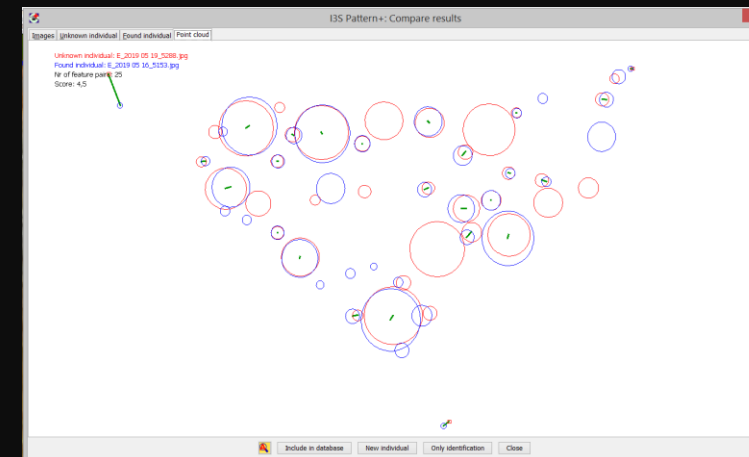 I3S Pattern+: Compare results
Images Unknown individual Found individual Point cloud
Unknown individual: E_2019 05 19_5288.jpg
Found individual: E_2019 05 16_5153.jpg
Nr of feature pairs: 25
Score: 4,5
Include in database New individual Only identification Close